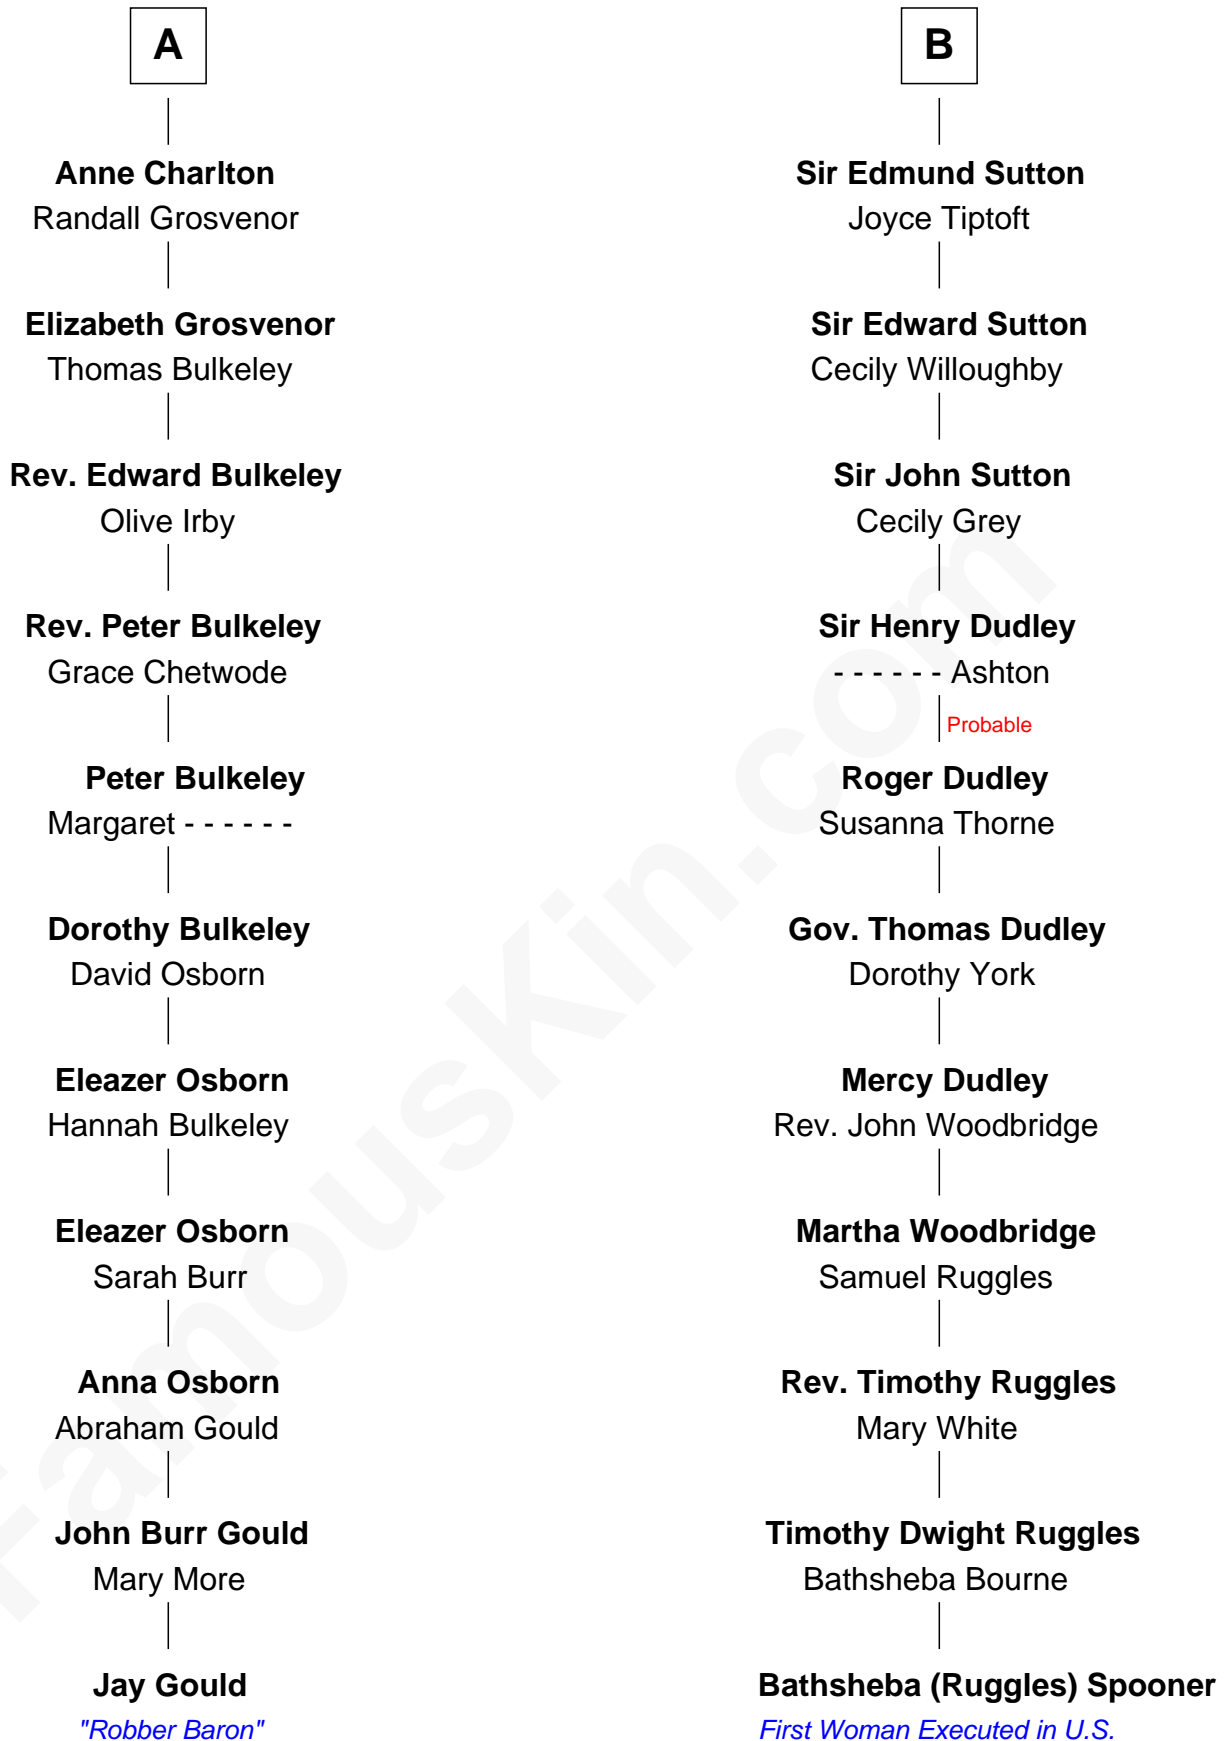 A
Anne Charlton
Randall Grosvenor
Elizabeth Grosvenor
Thomas Bulkeley
Rev. Edward Bulkeley
Olive Irby
Rev. Peter Bulkeley
Grace Chetwode
Peter Bulkeley
Margaret - - - - - -
Dorothy Bulkeley
David Osborn
Eleazer Osborn
Hannah Bulkeley
Eleazer Osborn
Sarah Burr
Anna Osborn
Abraham Gould
John Burr Gould
Mary More
Jay Gould
"Robber Baron"
B
Sir Edmund Sutton
Joyce Tiptoft
Sir Edward Sutton
Cecily Willoughby
Sir John Sutton
Cecily Grey
Sir Henry Dudley
- - - - - - Ashton
Probable
Roger Dudley
Susanna Thorne
Gov. Thomas Dudley
Dorothy York
Mercy Dudley
Rev. John Woodbridge
Martha Woodbridge
Samuel Ruggles
Rev. Timothy Ruggles
Mary White
Timothy Dwight Ruggles
Bathsheba Bourne
Bathsheba (Ruggles) Spooner
First Woman Executed in U.S.
FamousKin.com